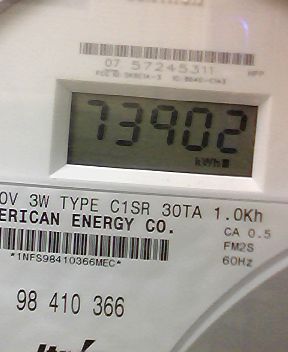 07 57245311
73902
kWh
0V 3W TYPE C1SR 30TA 1.0Kh
ERICAN ENERGY CO.
CA 0.5
FM2S
*1NFS98410366MEC*
60Hz
98 410 366